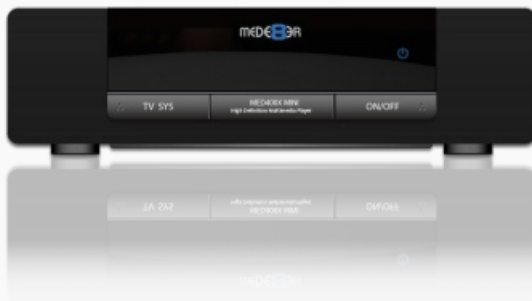 MEDE8ER
TV SYS
MED400X MINI
High Definition Multimedia Player
ON/OFF